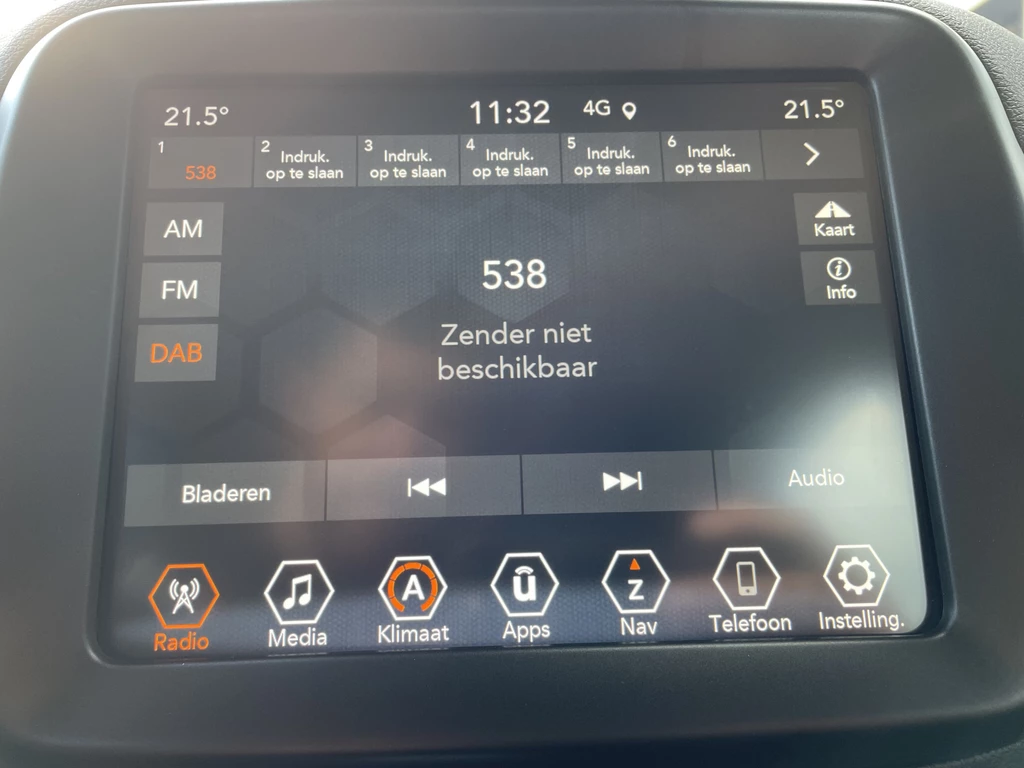 21.5° 11:32 4G 21.5°
1 538
2 Indruk.
op te slaan
3 Indruk.
op te slaan
4 Indruk.
op te slaan
5 Indruk.
op te slaan
6 Indruk.
op te slaan
AM
FM
DAB
538
Zender niet
beschikbaar
Kaart
i
Info
Bladeren
Audio
A
û
z
Radio
Media
Klimaat
Apps
Nav
Telefoon
Instelling.